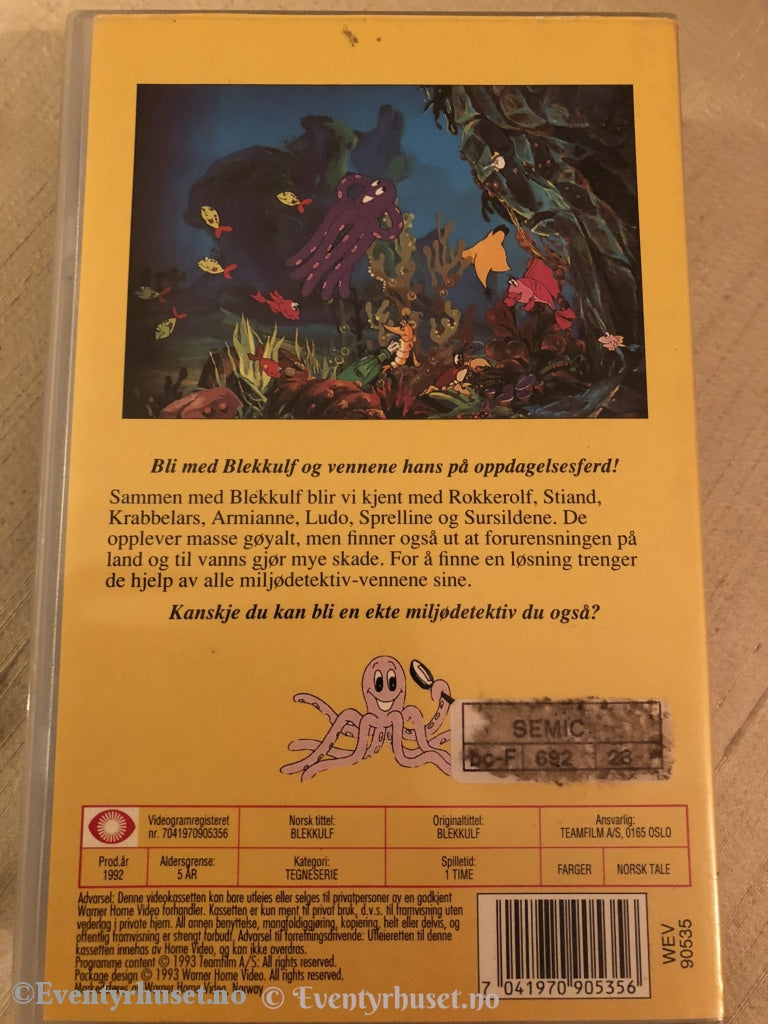 Bli med Blekkulf og vennene hans på oppdagelsesferd!
Sammen med Blekkulf blir vi kjent med Rokkerolf, Stiand,
Krabbelars, Armianne, Ludo, Sprelline og Sursildene. De
opplever masse gøyalt, men finner også ut at forurensningen på
land og til vanns gjør mye skade. For å finne en løsning trenger
de hjelp av alle miljødetektiv-vennene sine.
Kanskje du kan bli en ekte miljødetektiv du også?
SEMIC
bc-F 692 28
Videogramregisteret
nr. 7041970905356
Norsk tittel:
BLEKKULF
Originaltittel:
BLEKKULF
Ansvarlig:
TEAMFILM A/S, 0165 OSLO
Prod.år
1992
Aldersgrense:
5 ÅR
Kategori:
TEGNESERIE
Spilletid:
1 TIME
FARGER
NORSK TALE
Advarsel: Denne videokassetten kan bare utleies eller selges til privatpersoner av en godkjent
Warner Home Video forhandler. Kassetten er kun ment til privat bruk, d.v.s. til framvisning uten
vederlag i private hjem. All annen benyttelse, mangfoldiggjøring, kopiering, helt eller delvis, og
offentlig framvisning er strengt forbudt. Advarsel til forretningsdrivende: Utleieretten til denne
kassetten innehas av Home Video, og kan ikke overdras.
Programme content © 1993 Teamfilm A/S: All rights reserved.
Package design © 1993 Warner Home Video. All rights reserved.
Markedsføres av Warner Home Video, Norway
7 041970 905356
WEV
90535
©Eventyrhuset.no © Eventyrhuset.no